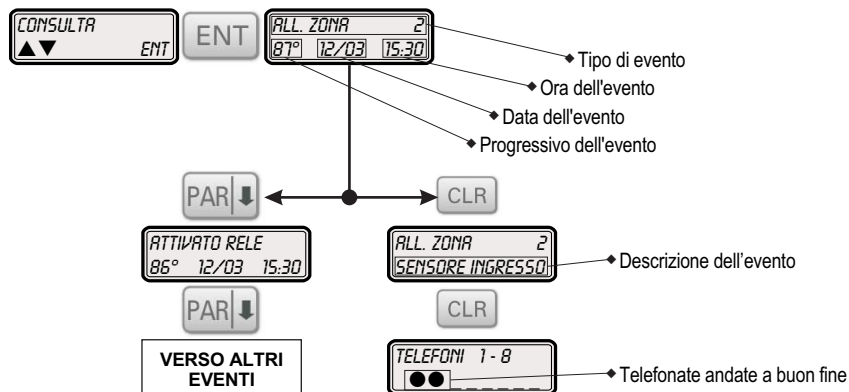 CONSULTA
▲▼ ENT
ENT
ALL. ZONA 2
87° 12/03 15:30
Tipo di evento
Ora dell'evento
Data dell'evento
Progressivo dell'evento
PAR ⬇
CLR
ATTIVATO RELE
86° 12/03 15:30
ALL. ZONA 2
SENSORE INGRESSO
Descrizione dell'evento
PAR ⬇
CLR
VERSO ALTRI
EVENTI
TELEFONI 1 - 8
●● _ _ _ _ _ _
Telefonate andate a buon fine